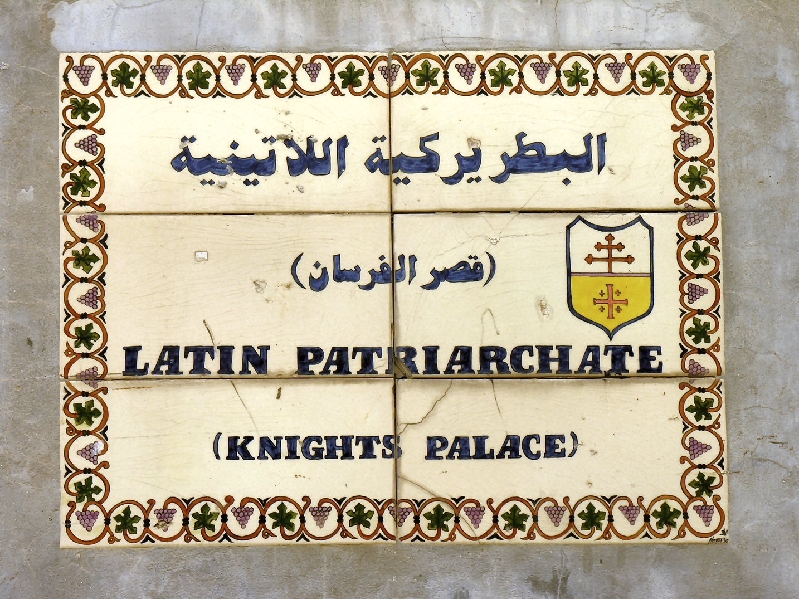 البطريركية اللاتينية
(قصر الفرسان)
LATIN PATRIARCHATE
(KNIGHTS PALACE)